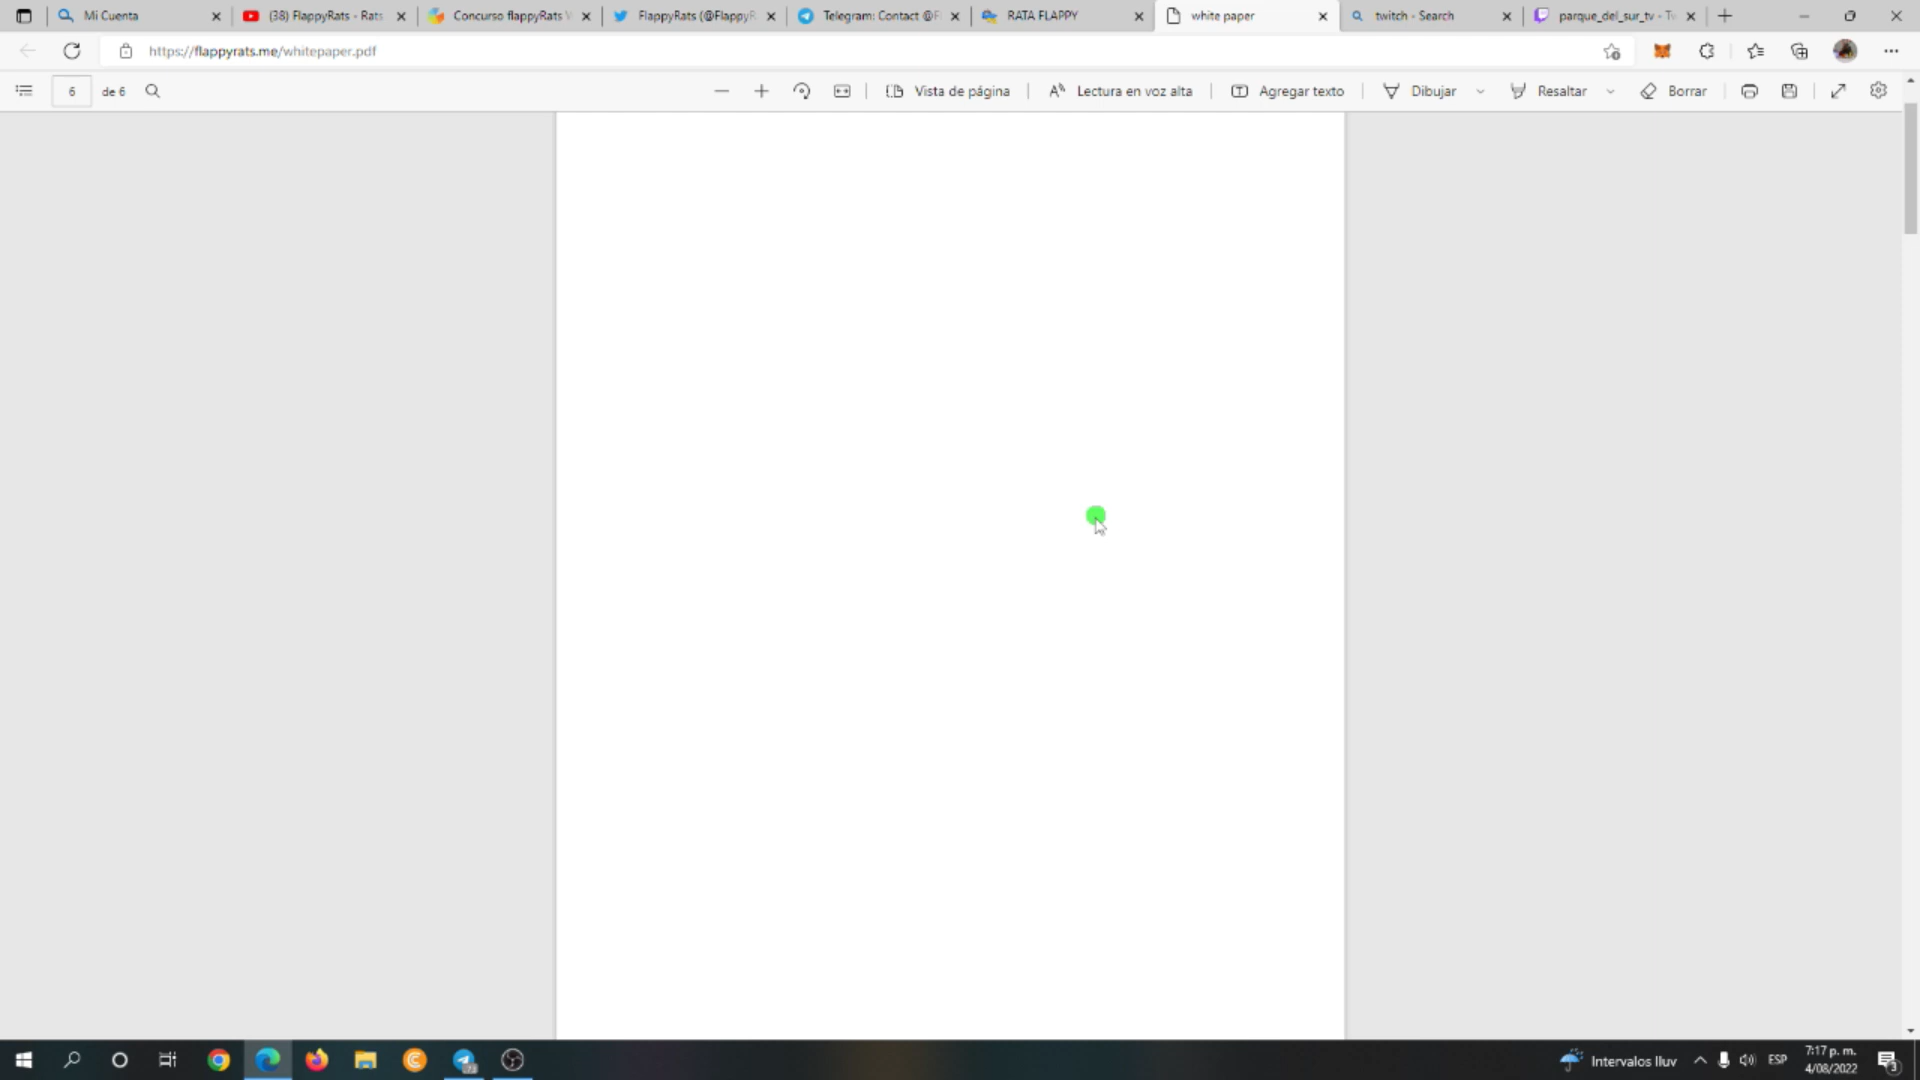 Mi Cuenta
(38) FlappyRats - Rats
Concurso flappyRats W
FlappyRats (@FlappyR
Telegram: Contact @F
RATA FLAPPY
white paper
twitch - Search
parque_del_sur_tv - Tw
https://flappyrats.me/whitepaper.pdf
6 de 6
Vista de página
Lectura en voz alta
Agregar texto
Dibujar
Resaltar
Borrar
Intervalos lluv
ESP
7:17 p. m.
4/08/2022
3